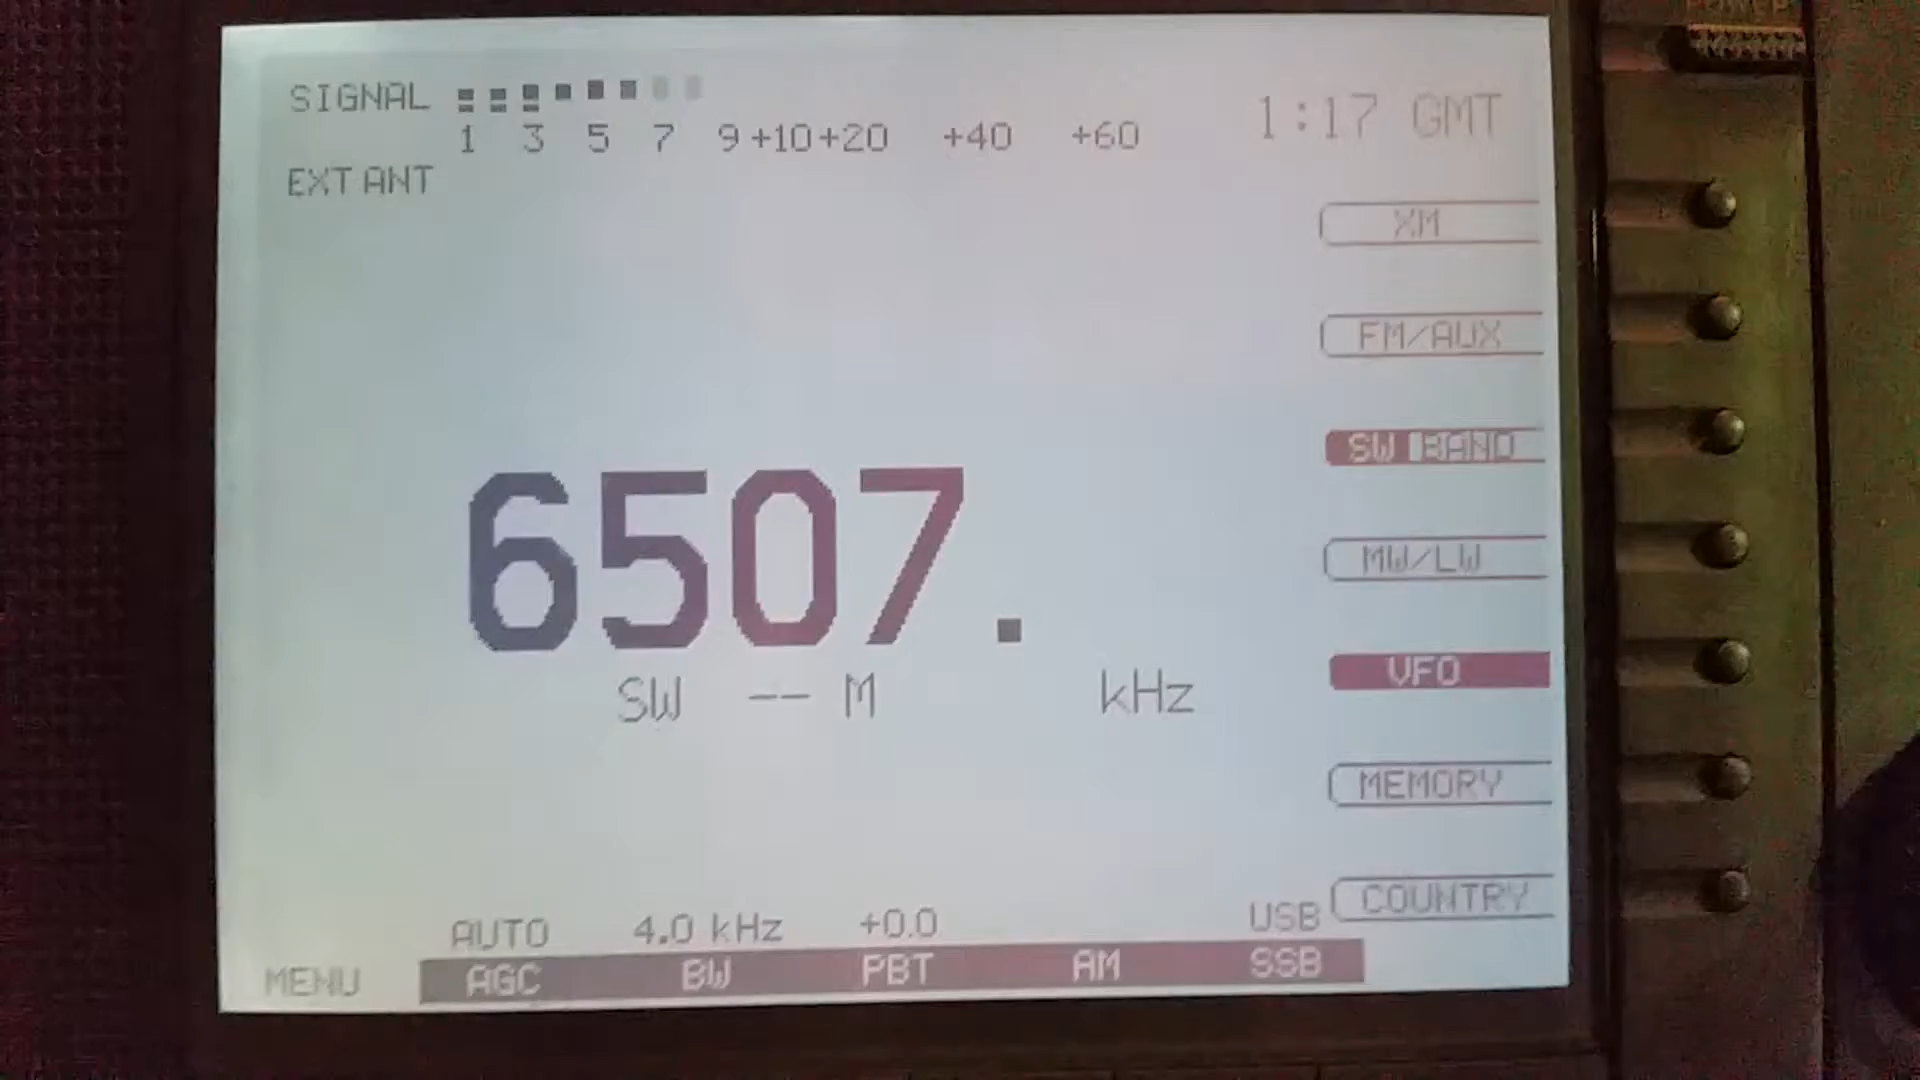 POWER
SIGNAL
1 3 5 7 9 +10 +20 +40 +60
1:17 GMT
EXT ANT
XM
FM/AUX
SW BAND
MW/LW
6507.
SW -- M kHz
VFO
MEMORY
COUNTRY
AUTO 4.0 kHz +0.0 USB
MENU AGC BW PBT AM SSB